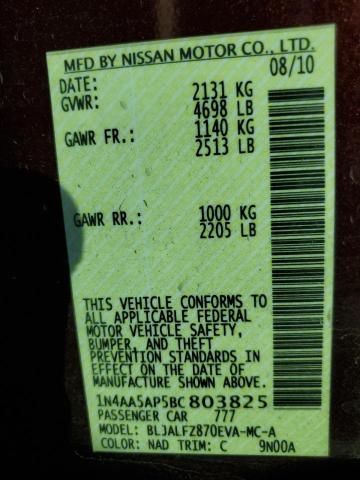 MFD BY NISSAN MOTOR CO., LTD.
DATE: 08/10
GVWR: 2131 KG
4698 LB
GAWR FR.: 1140 KG
2513 LB
GAWR RR.: 1000 KG
2205 LB
THIS VEHICLE CONFORMS TO
ALL APPLICABLE FEDERAL
MOTOR VEHICLE SAFETY,
BUMPER, AND THEFT
PREVENTION STANDARDS IN
EFFECT ON THE DATE OF
MANUFACTURE SHOWN ABOVE.
1N4AA5AP5BC803825
PASSENGER CAR 777
MODEL: BLJALFZ870EVA-MC-A
COLOR: NAD TRIM: C 9N00A